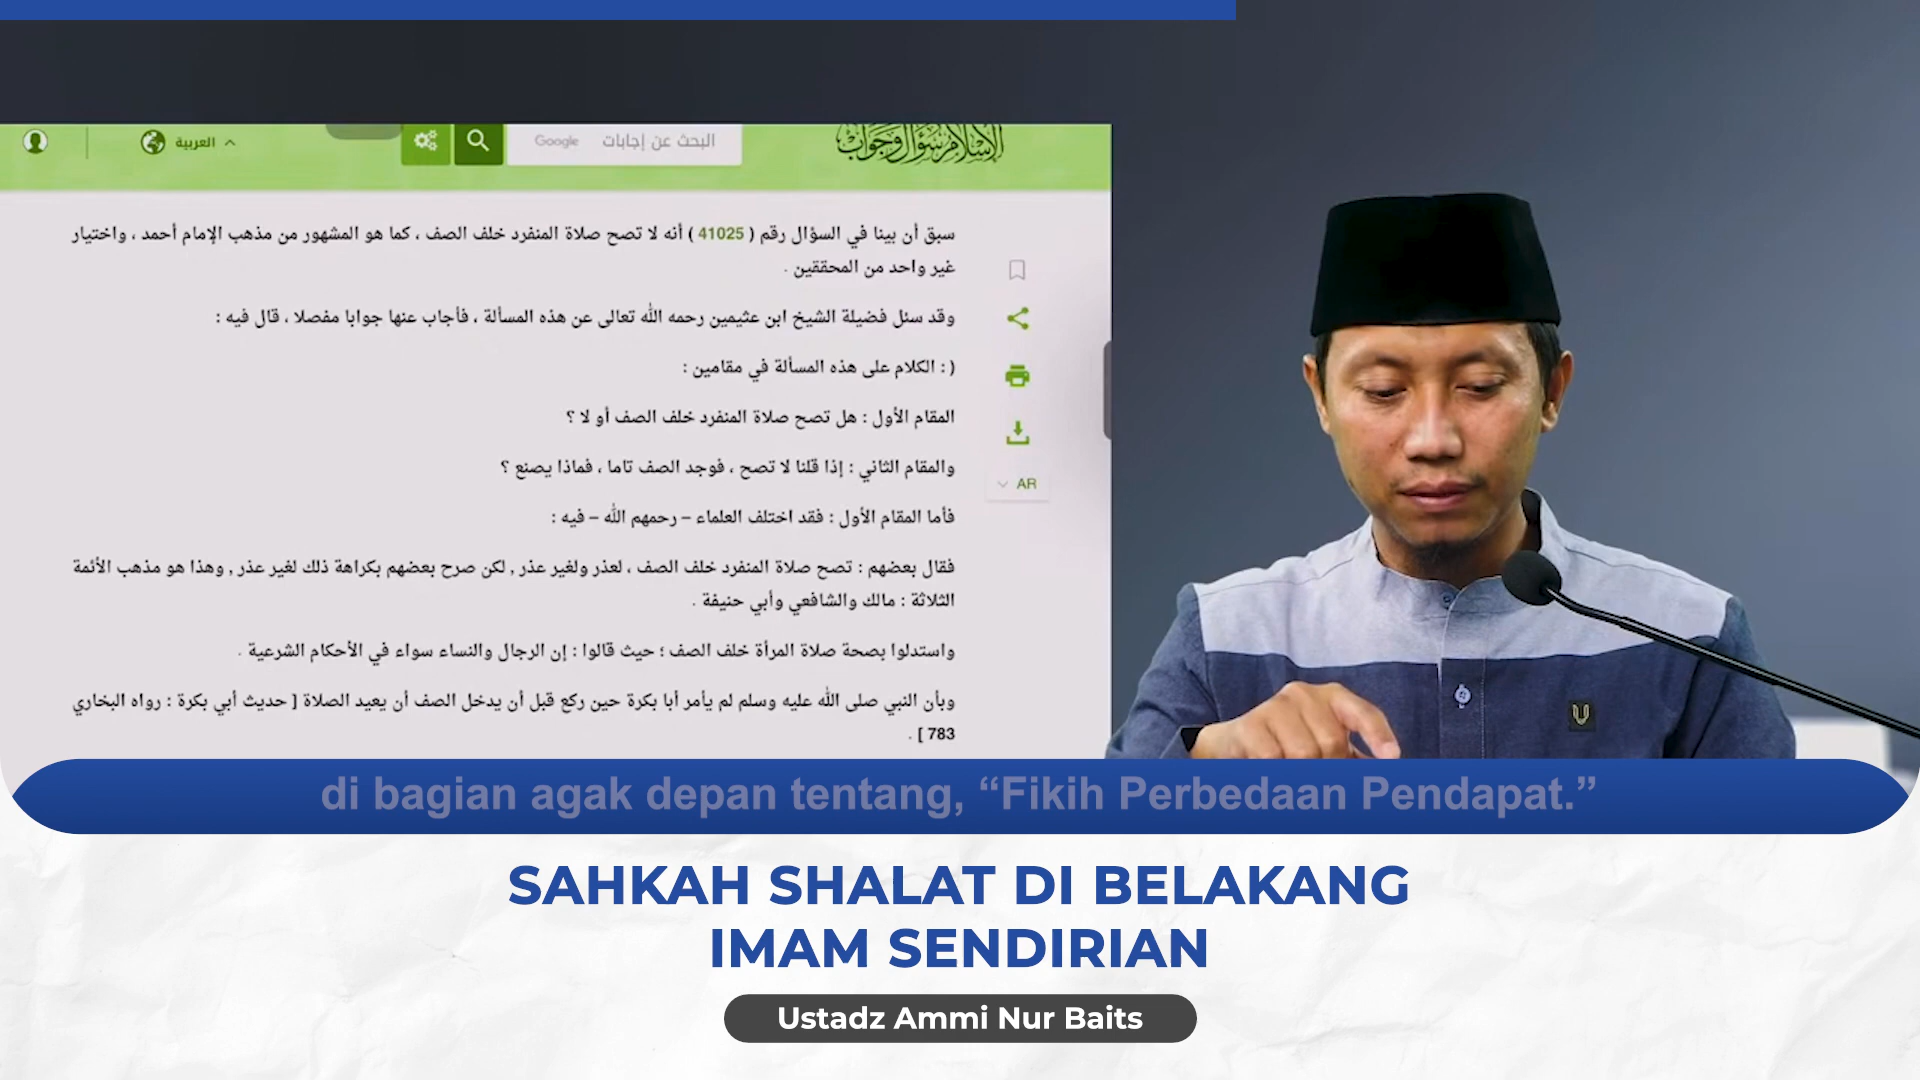 العربية
Google
البحث عن إجابات
الإسلام سؤال وجواب
سبق أن بينا في السؤال رقم ( 41025 ) أنه لا تصح صلاة المنفرد خلف الصف ، كما هو المشهور من مذهب الإمام أحمد ، واختيار
غير واحد من المحققين .
وقد سئل فضيلة الشيخ ابن عثيمين رحمه الله تعالى عن هذه المسألة ، فأجاب عنها جوابا مفصلا ، قال فيه :
( : الكلام على هذه المسألة في مقامين :
المقام الأول : هل تصح صلاة المنفرد خلف الصف أو لا ؟
والمقام الثاني : إذا قلنا لا تصح ، فوجد الصف تاما ، فماذا يصنع ؟
AR
فأما المقام الأول : فقد اختلف العلماء – رحمهم الله – فيه :
فقال بعضهم : تصح صلاة المنفرد خلف الصف ، لعذر ولغير عذر , لكن صرح بعضهم بكراهة ذلك لغير عذر , وهذا هو مذهب الأئمة
الثلاثة : مالك والشافعي وأبي حنيفة .
واستدلوا بصحة صلاة المرأة خلف الصف ؛ حيث قالوا : إن الرجال والنساء سواء في الأحكام الشرعية .
وبأن النبي صلى الله عليه وسلم لم يأمر أبا بكرة حين ركع قبل أن يدخل الصف أن يعيد الصلاة [ حديث أبي بكرة : رواه البخاري
783 ] .
di bagian agak depan tentang, “Fikih Perbedaan Pendapat.”
SAHKAH SHALAT DI BELAKANG
IMAM SENDIRIAN
Ustadz Ammi Nur Baits